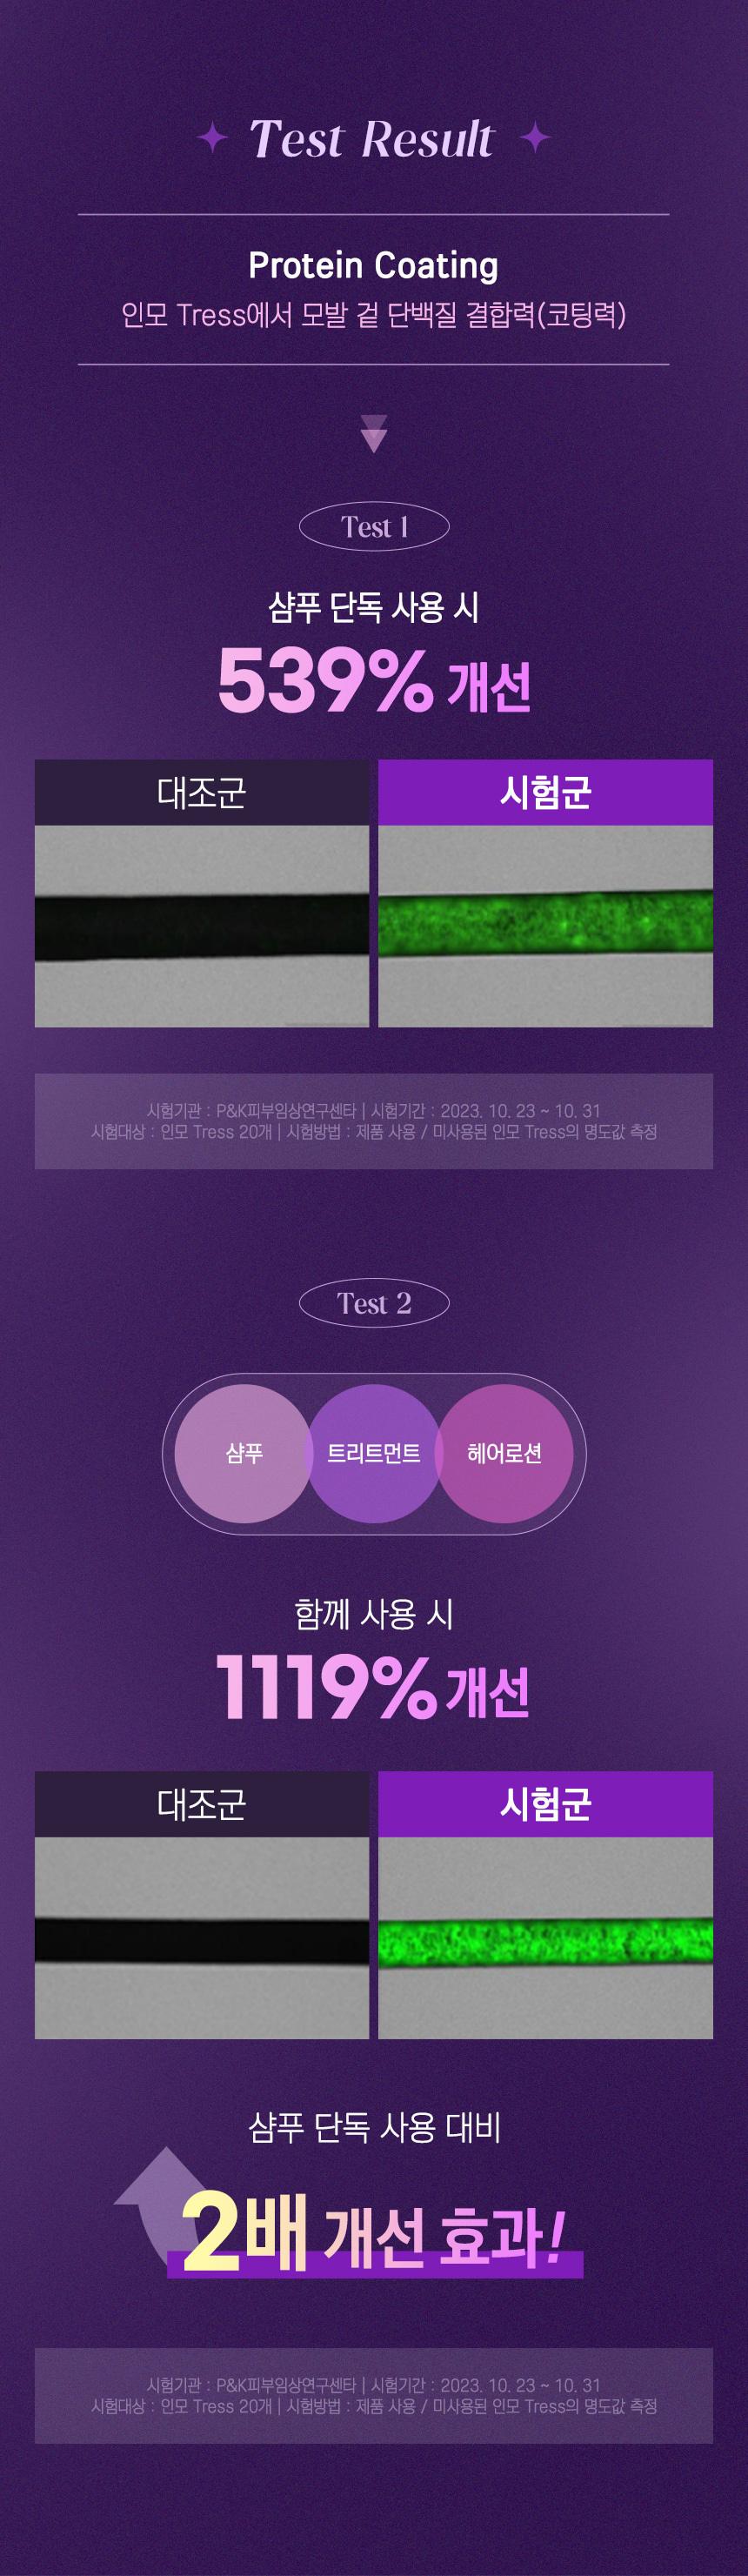 Test Result
Protein Coating
인모 Tress에서 모발 겉 단백질 결합력(코팅력)
Test 1
샴푸 단독 사용 시
539% 개선
대조군
시험군
시험기관 : P&K피부임상연구센타 | 시험기간 : 2023. 10. 23 ~ 10. 31
시험대상 : 인모 Tress 20개 | 시험방법 : 제품 사용 / 미사용된 인모 Tress의 명도값 측정
Test 2
샴푸
트리트먼트
헤어로션
함께 사용 시
1119% 개선
대조군
시험군
샴푸 단독 사용 대비
2배 개선 효과!
시험기관 : P&K피부임상연구센타 | 시험기간 : 2023. 10. 23 ~ 10. 31
시험대상 : 인모 Tress 20개 | 시험방법 : 제품 사용 / 미사용된 인모 Tress의 명도값 측정